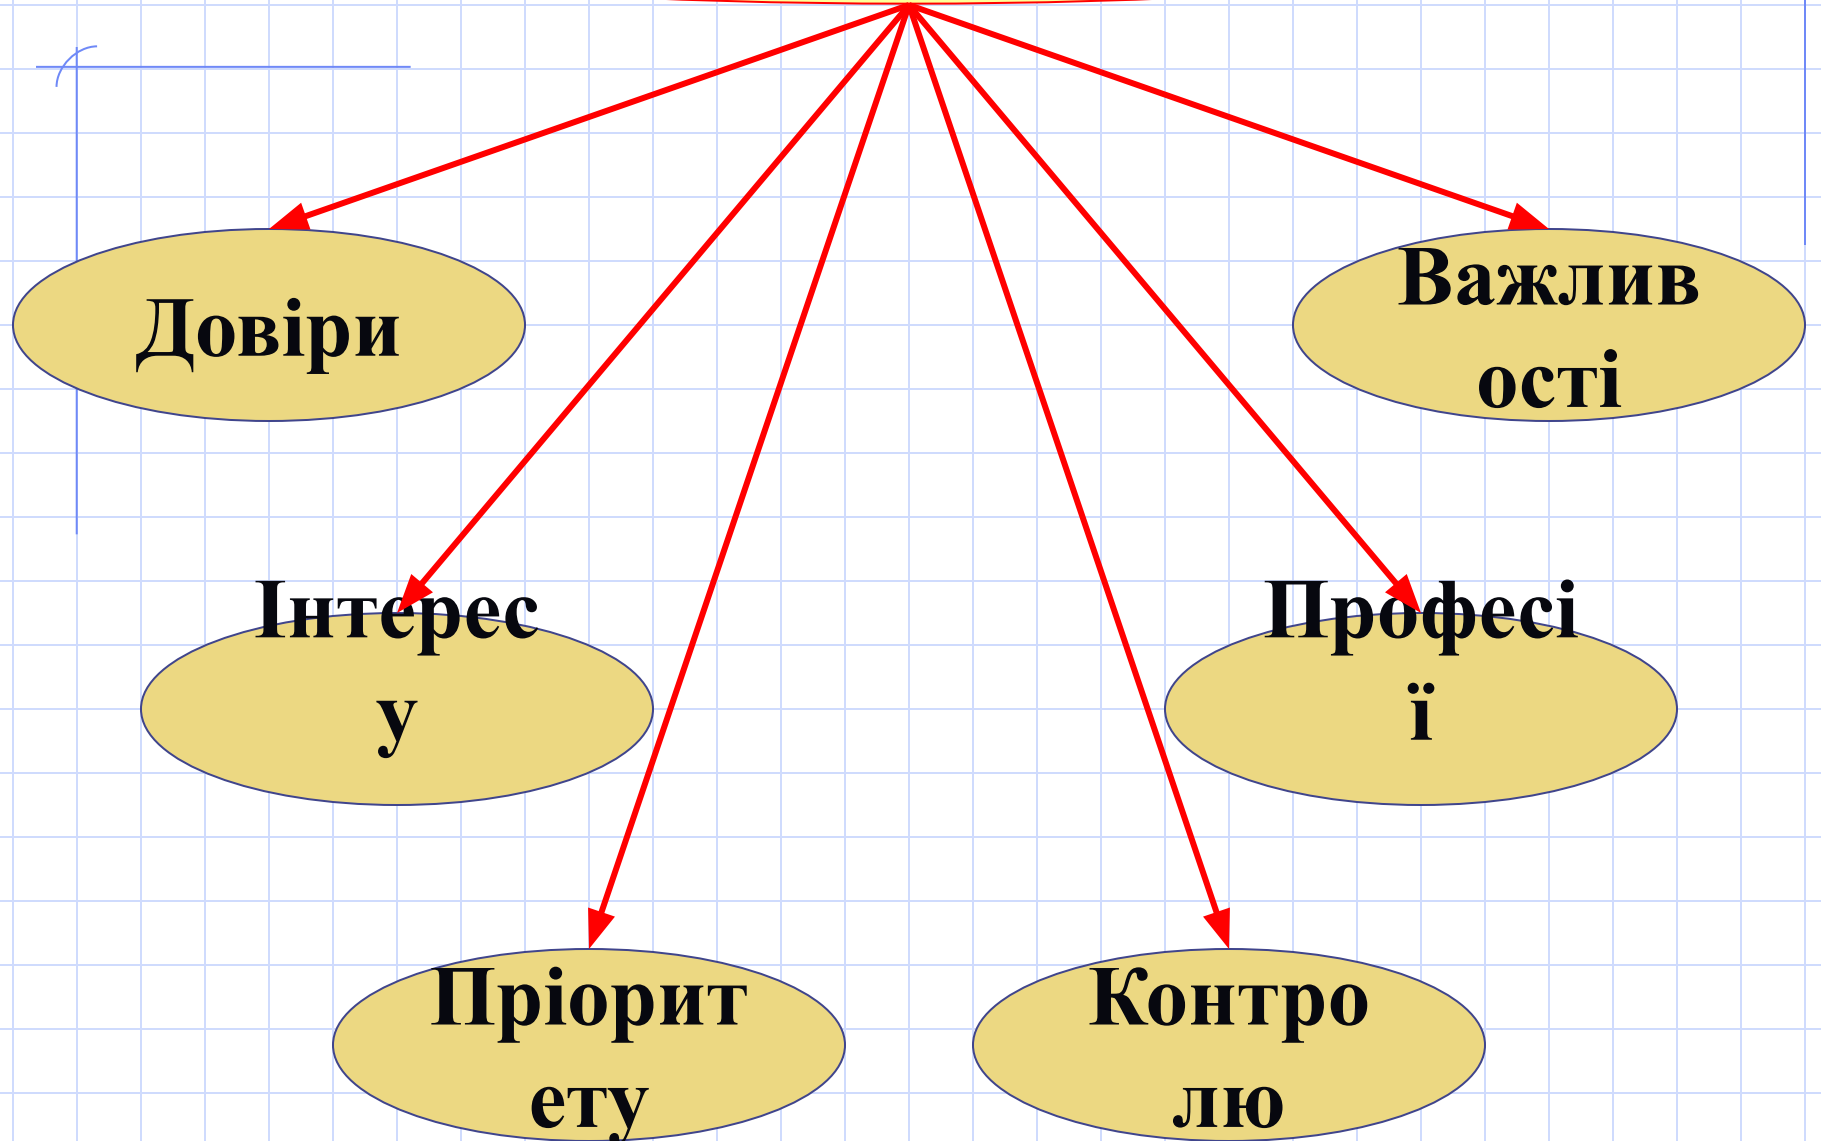 Довіри
Важлив
ості
Інтерес
у
Професі
ї
Пріорит
ету
Контро
лю